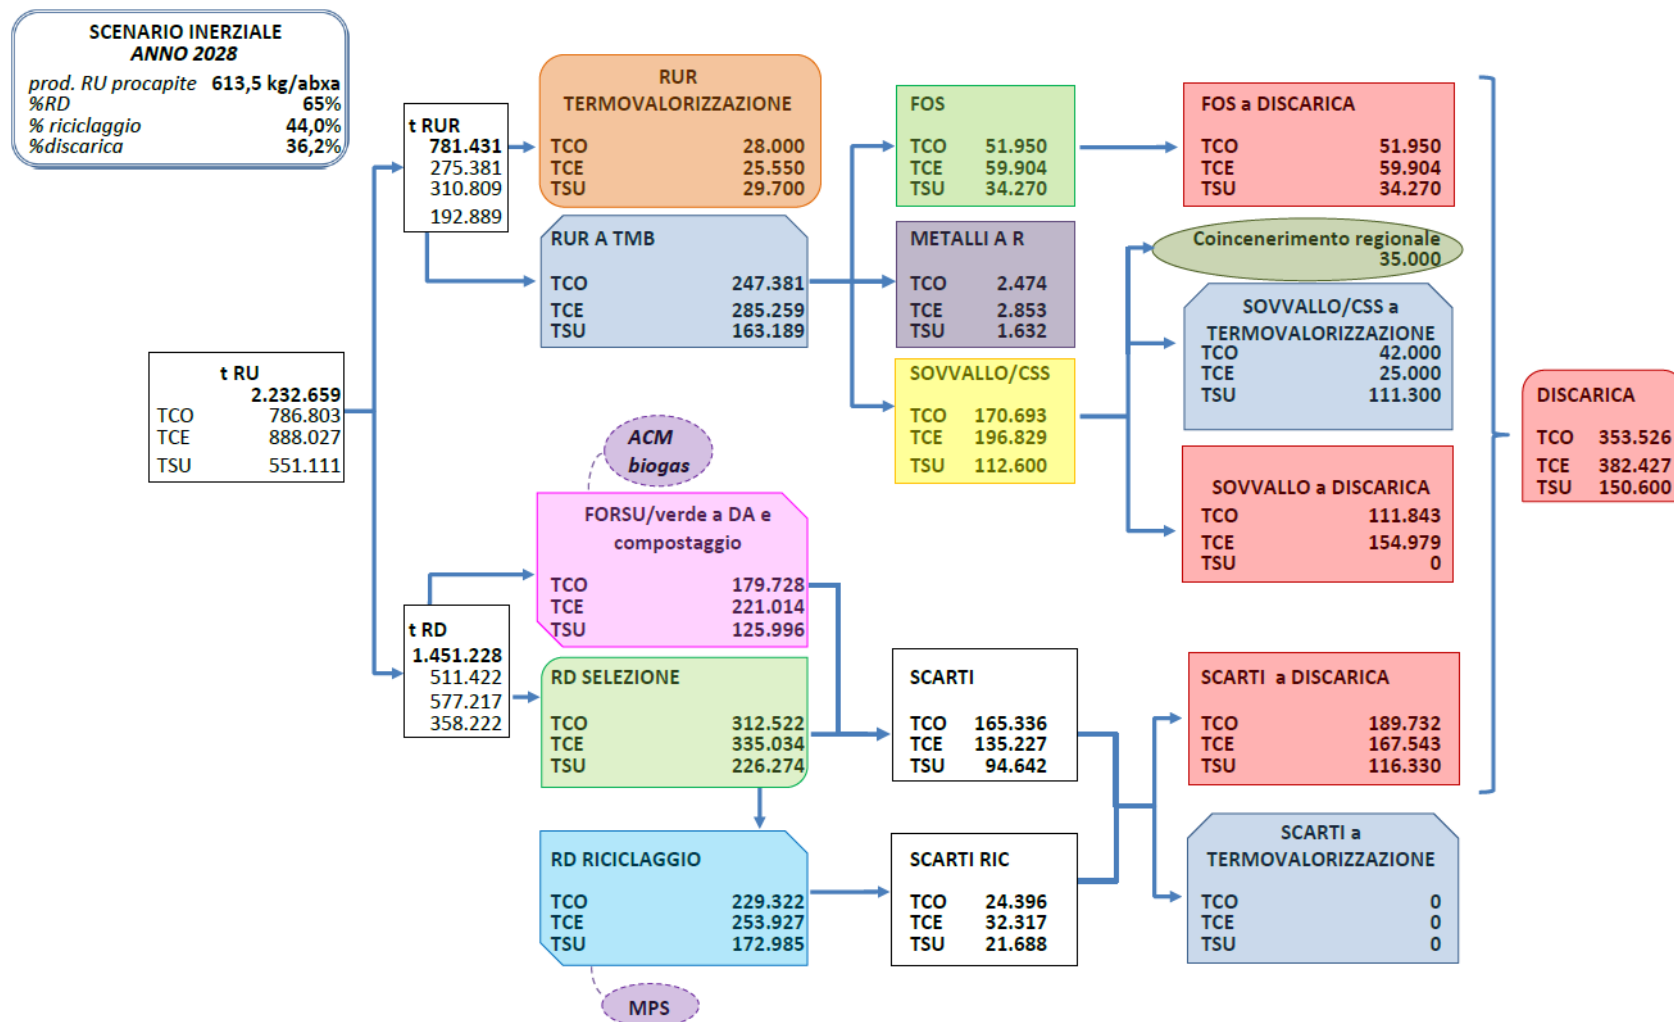 SCENARIO INERZIALE
ANNO 2028
prod. RU procapite 613,5 kg/abxa
%RD 65%
% riciclaggio 44,0%
%discarica 36,2%
t RU
2.232.659
TCO 786.803
TCE 888.027
TSU 551.111
t RUR
781.431
275.381
310.809
192.889
t RD
1.451.228
511.422
577.217
358.222
RUR
TERMOVALORIZZAZIONE
TCO 28.000
TCE 25.550
TSU 29.700
RUR A TMB
TCO 247.381
TCE 285.259
TSU 163.189
ACM
biogas
FORSU/verde a DA e
compostaggio
TCO 179.728
TCE 221.014
TSU 125.996
RD SELEZIONE
TCO 312.522
TCE 335.034
TSU 226.274
RD RICICLAGGIO
TCO 229.322
TCE 253.927
TSU 172.985
MPS
FOS
TCO 51.950
TCE 59.904
TSU 34.270
METALLI A R
TCO 2.474
TCE 2.853
TSU 1.632
SOVVALLO/CSS
TCO 170.693
TCE 196.829
TSU 112.600
SCARTI
TCO 165.336
TCE 135.227
TSU 94.642
SCARTI RIC
TCO 24.396
TCE 32.317
TSU 21.688
FOS a DISCARICA
TCO 51.950
TCE 59.904
TSU 34.270
Coincenerimento regionale
35.000
SOVVALLO/CSS a
TERMOVALORIZZAZIONE
TCO 42.000
TCE 25.000
TSU 111.300
SOVVALLO a DISCARICA
TCO 111.843
TCE 154.979
TSU 0
SCARTI a DISCARICA
TCO 189.732
TCE 167.543
TSU 116.330
SCARTI a
TERMOVALORIZZAZIONE
TCO 0
TCE 0
TSU 0
DISCARICA
TCO 353.526
TCE 382.427
TSU 150.600